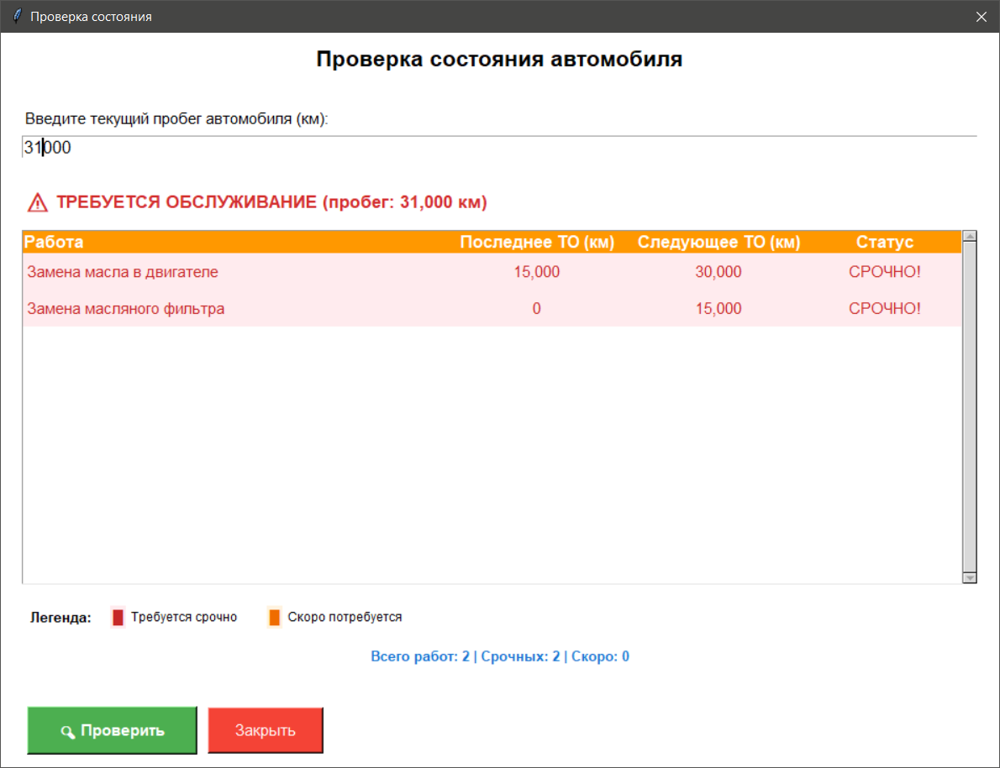 Проверка состояния
Проверка состояния автомобиля
Введите текущий пробег автомобиля (км):
31000
ТРЕБУЕТСЯ ОБСЛУЖИВАНИЕ (пробег: 31,000 км)
Работа Последнее ТО (км) Следующее ТО (км) Статус
Замена масла в двигателе 15,000 30,000 СРОЧНО!
Замена масляного фильтра 0 15,000 СРОЧНО!
Легенда: Требуется срочно Скоро потребуется
Всего работ: 2 | Срочных: 2 | Скоро: 0
Проверить Закрыть